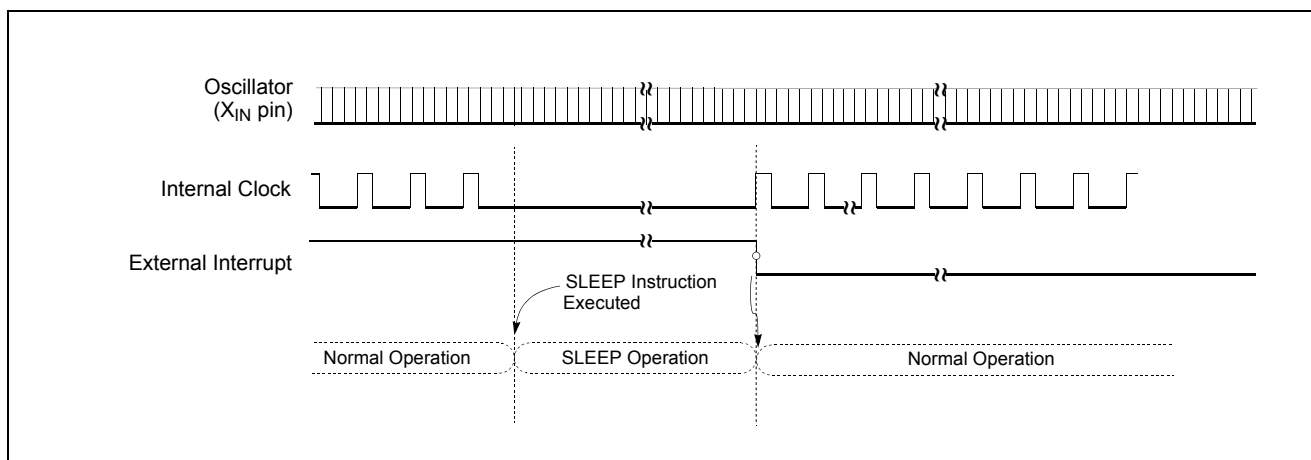 Oscillator
(XIN pin)
Internal Clock
External Interrupt
SLEEP Instruction
Executed
Normal Operation
SLEEP Operation
Normal Operation